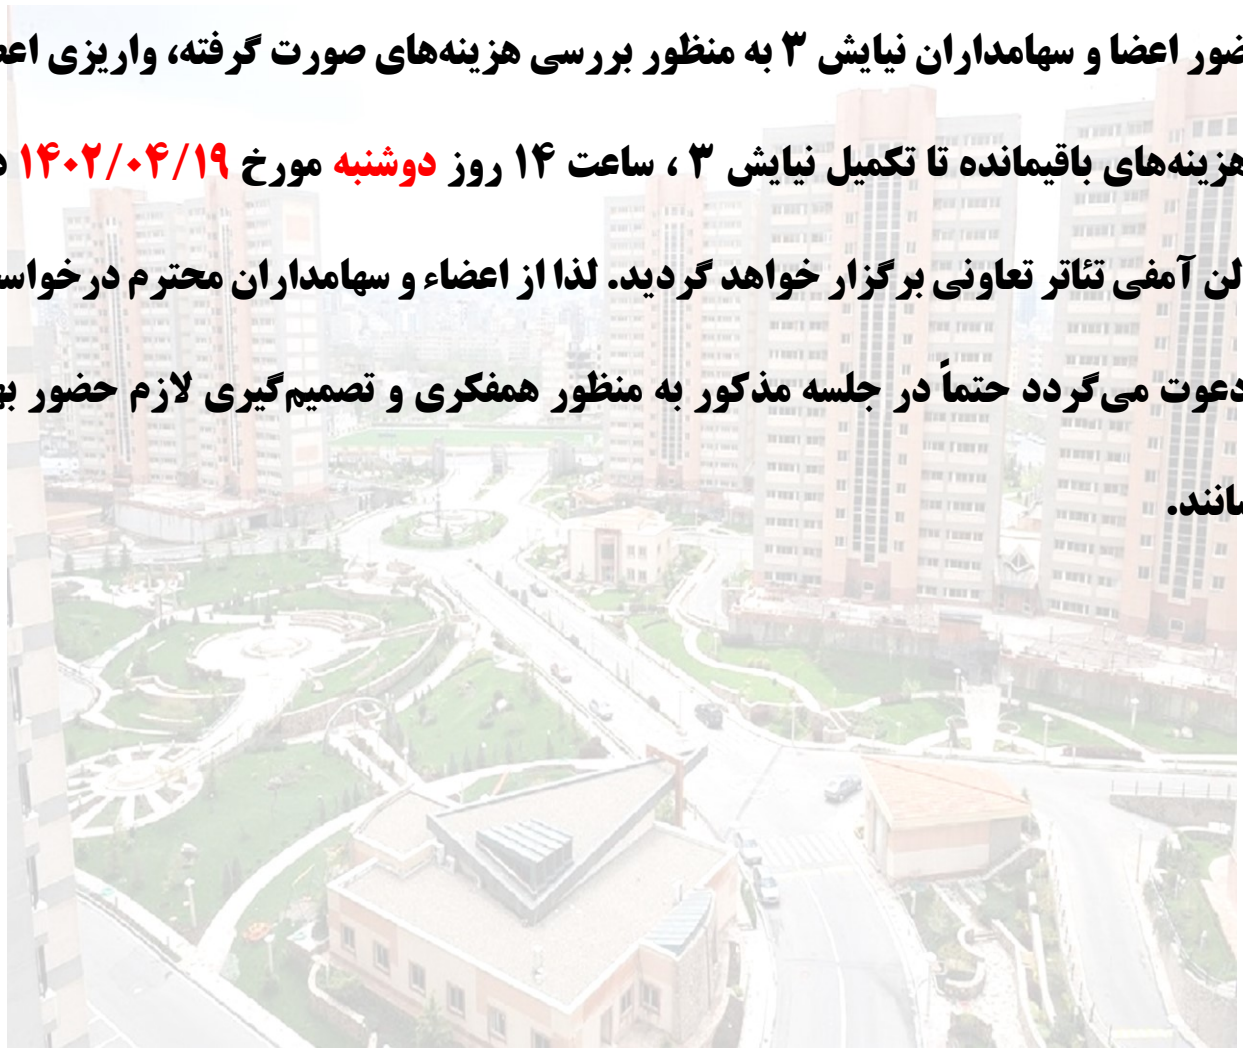 ضور اعضا و سهامداران نیایش ۳ به منظور بررسی هزینه‌های صورت گرفته، واریزی اعض
هزینه‌های باقیمانده تا تکمیل نیایش ۳ ، ساعت ۱۴ روز دوشنبه مورخ ۱۴۰۲/۰۴/۱۹ د
لن آمفی تئاتر تعاونی برگزار خواهد گردید. لذا از اعضاء و سهامداران محترم درخواس
دعوت می‌گردد حتماً در جلسه مذکور به منظور همفکری و تصمیم‌گیری لازم حضور به
مانند.